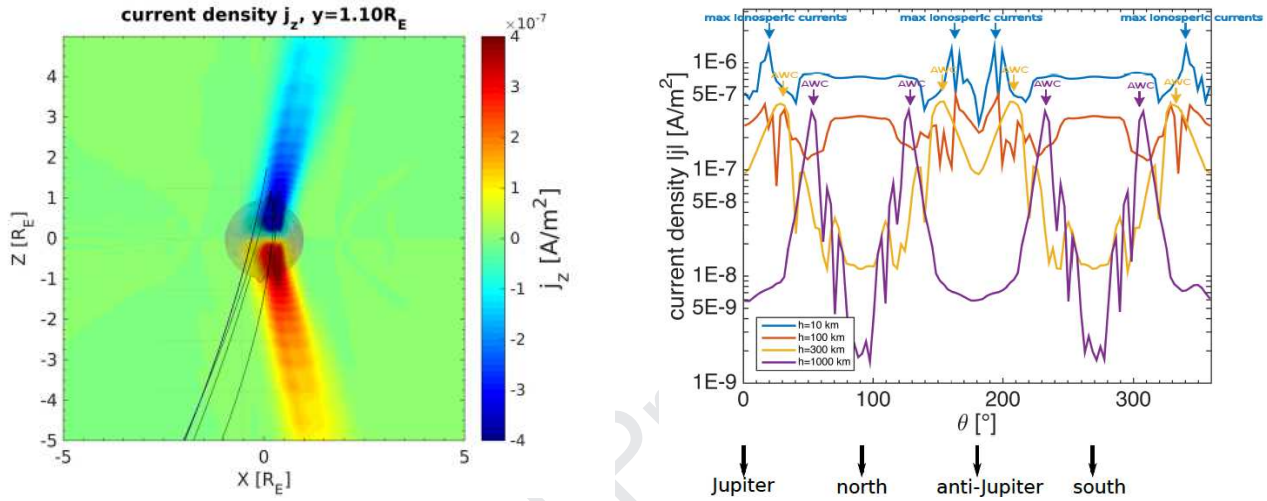 current density j_z, y=1.10R_E
×10^-7
5
4
3
2
1
0
-1
-2
-3
-4
-5
Z [R_E]
-5
0
5
X [R_E]
4
3
2
1
0
-1
-2
-3
-4
j_z [A/m²]
max ionosperic currents
max ionosperic currents
max ionosperic currents
AWC
AWC
AWC
AWC
AWC
AWC
AWC
AWC
1E-6
5E-7
1E-7
5E-8
1E-8
5E-9
1E-9
current density |j| [A/m²]
h=10 km
h=100 km
h=300 km
h=1000 km
0
100
200
300
θ [°]
Jupiter
north
anti-Jupiter
south